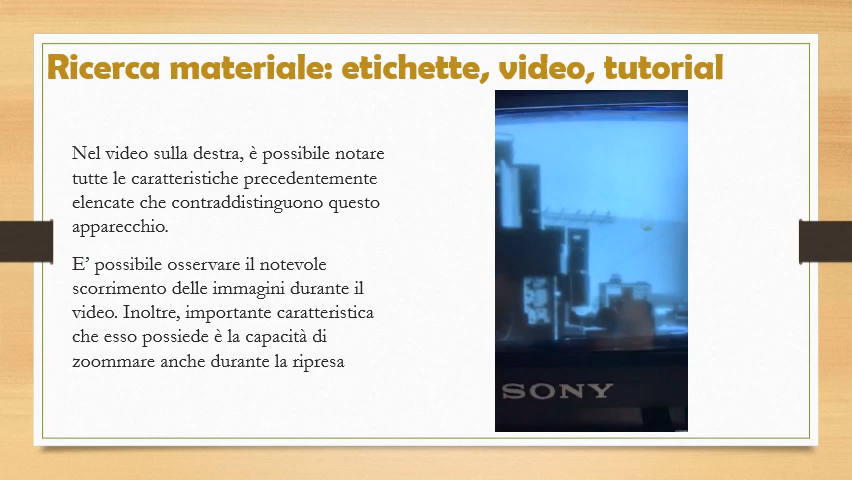 Ricerca materiale: etichette, video, tutorial
Nel video sulla destra, è possibile notare
tutte le caratteristiche precedentemente
elencate che contraddistinguono questo
apparecchio.
E’ possibile osservare il notevole
scorrimento delle immagini durante il
video. Inoltre, importante caratteristica
che esso possiede è la capacità di
zoommare anche durante la ripresa
SONY